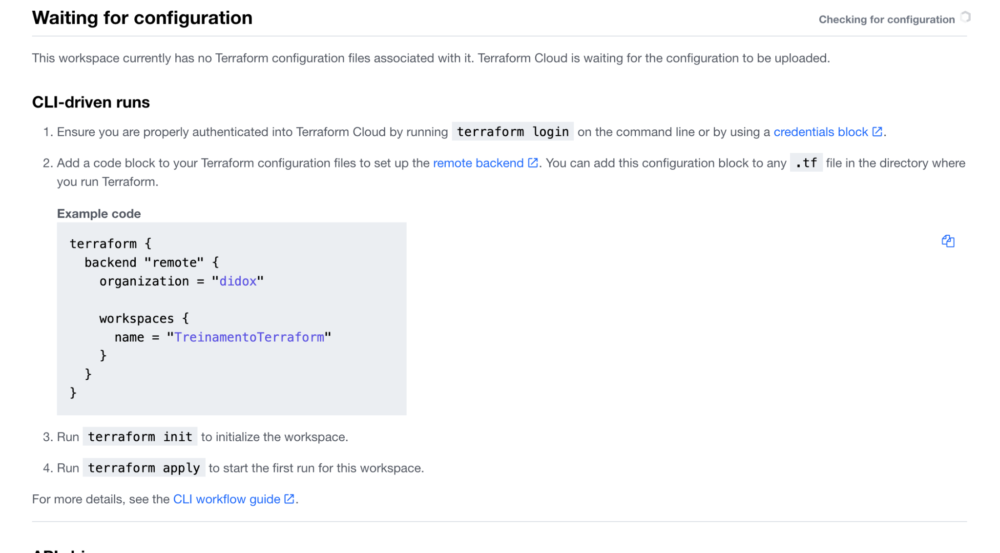 Waiting for configuration
Checking for configuration
This workspace currently has no Terraform configuration files associated with it. Terraform Cloud is waiting for the configuration to be uploaded.
CLI-driven runs
1. Ensure you are properly authenticated into Terraform Cloud by running terraform login on the command line or by using a credentials block.
2. Add a code block to your Terraform configuration files to set up the remote backend. You can add this configuration block to any .tf file in the directory where
you run Terraform.
Example code
terraform {
  backend "remote" {
    organization = "didox"

    workspaces {
      name = "TreinamentoTerraform"
    }
  }
}
3. Run terraform init to initialize the workspace.
4. Run terraform apply to start the first run for this workspace.
For more details, see the CLI workflow guide.